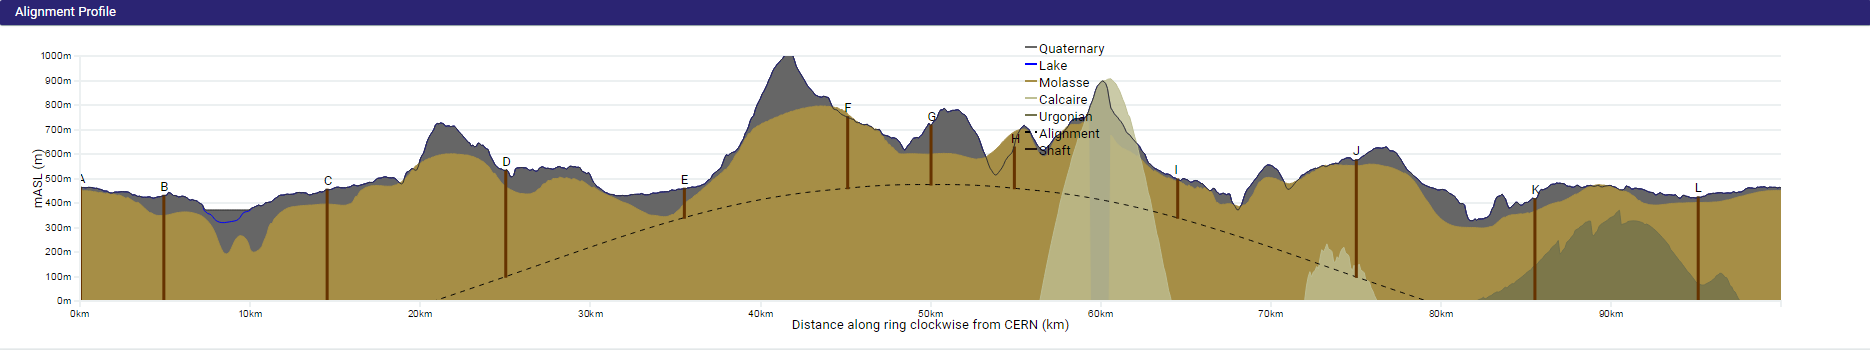 Alignment Profile
1000m
900m
800m
700m
600m
500m
400m
300m
200m
100m
0m
mASL (m)
Quaternary
Lake
Molasse
Calcaire
Urgonian
Alignment
Shaft
A
B
C
D
E
F
G
H
I
J
K
L
0km
10km
20km
30km
40km
50km
60km
70km
80km
90km
Distance along ring clockwise from CERN (km)